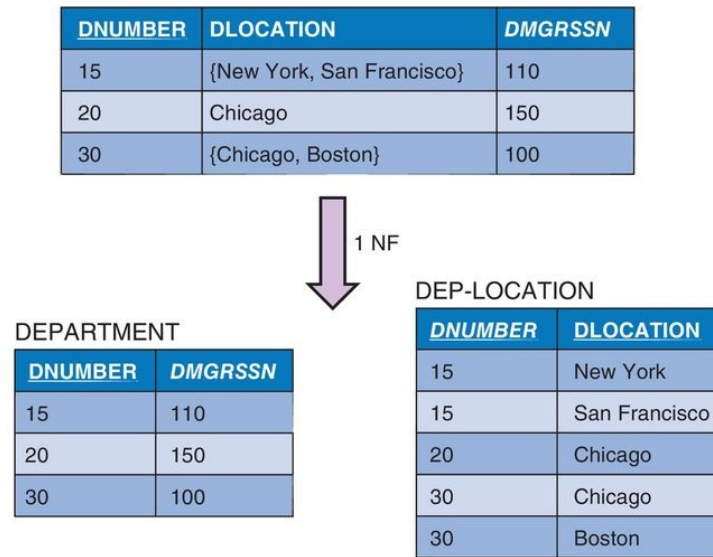 DNUMBER DLOCATION DMGRSSN
15 {New York, San Francisco} 110
20 Chicago 150
30 {Chicago, Boston} 100
1 NF
DEPARTMENT
DNUMBER DMGRSSN
15 110
20 150
30 100
DEP-LOCATION
DNUMBER DLOCATION
15 New York
15 San Francisco
20 Chicago
30 Chicago
30 Boston